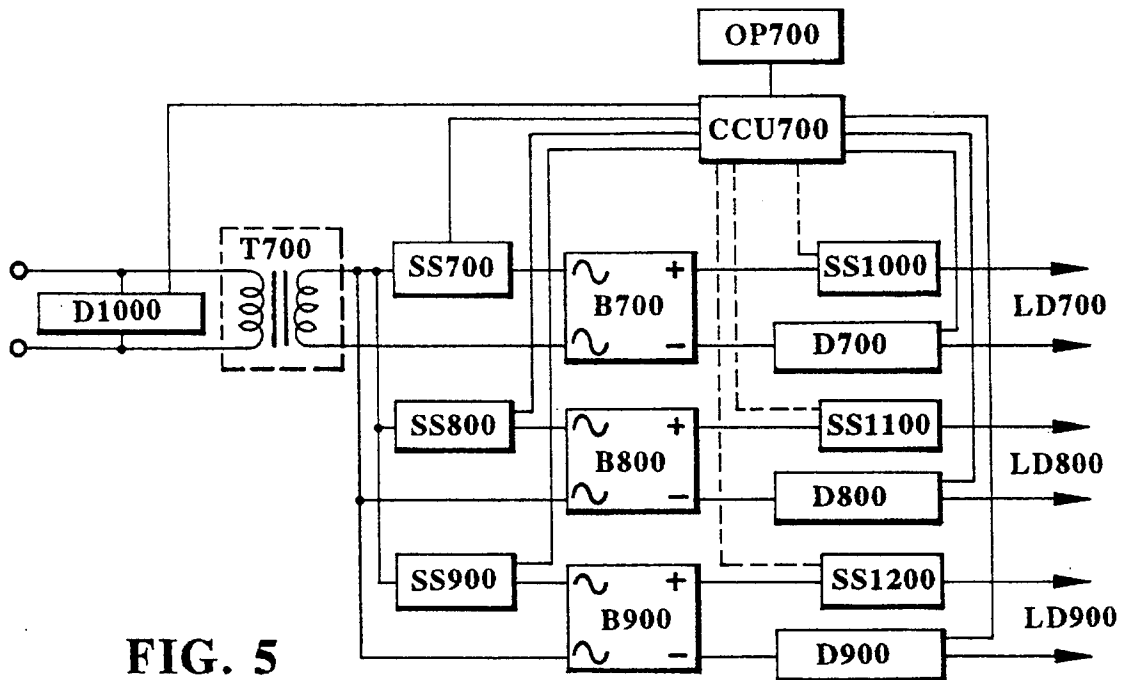 OP700
CCU700
T700
D1000
SS700
B700
+
−
SS1000
LD700
D700
SS800
B800
+
−
SS1100
LD800
D800
SS900
B900
+
−
SS1200
LD900
D900
FIG. 5